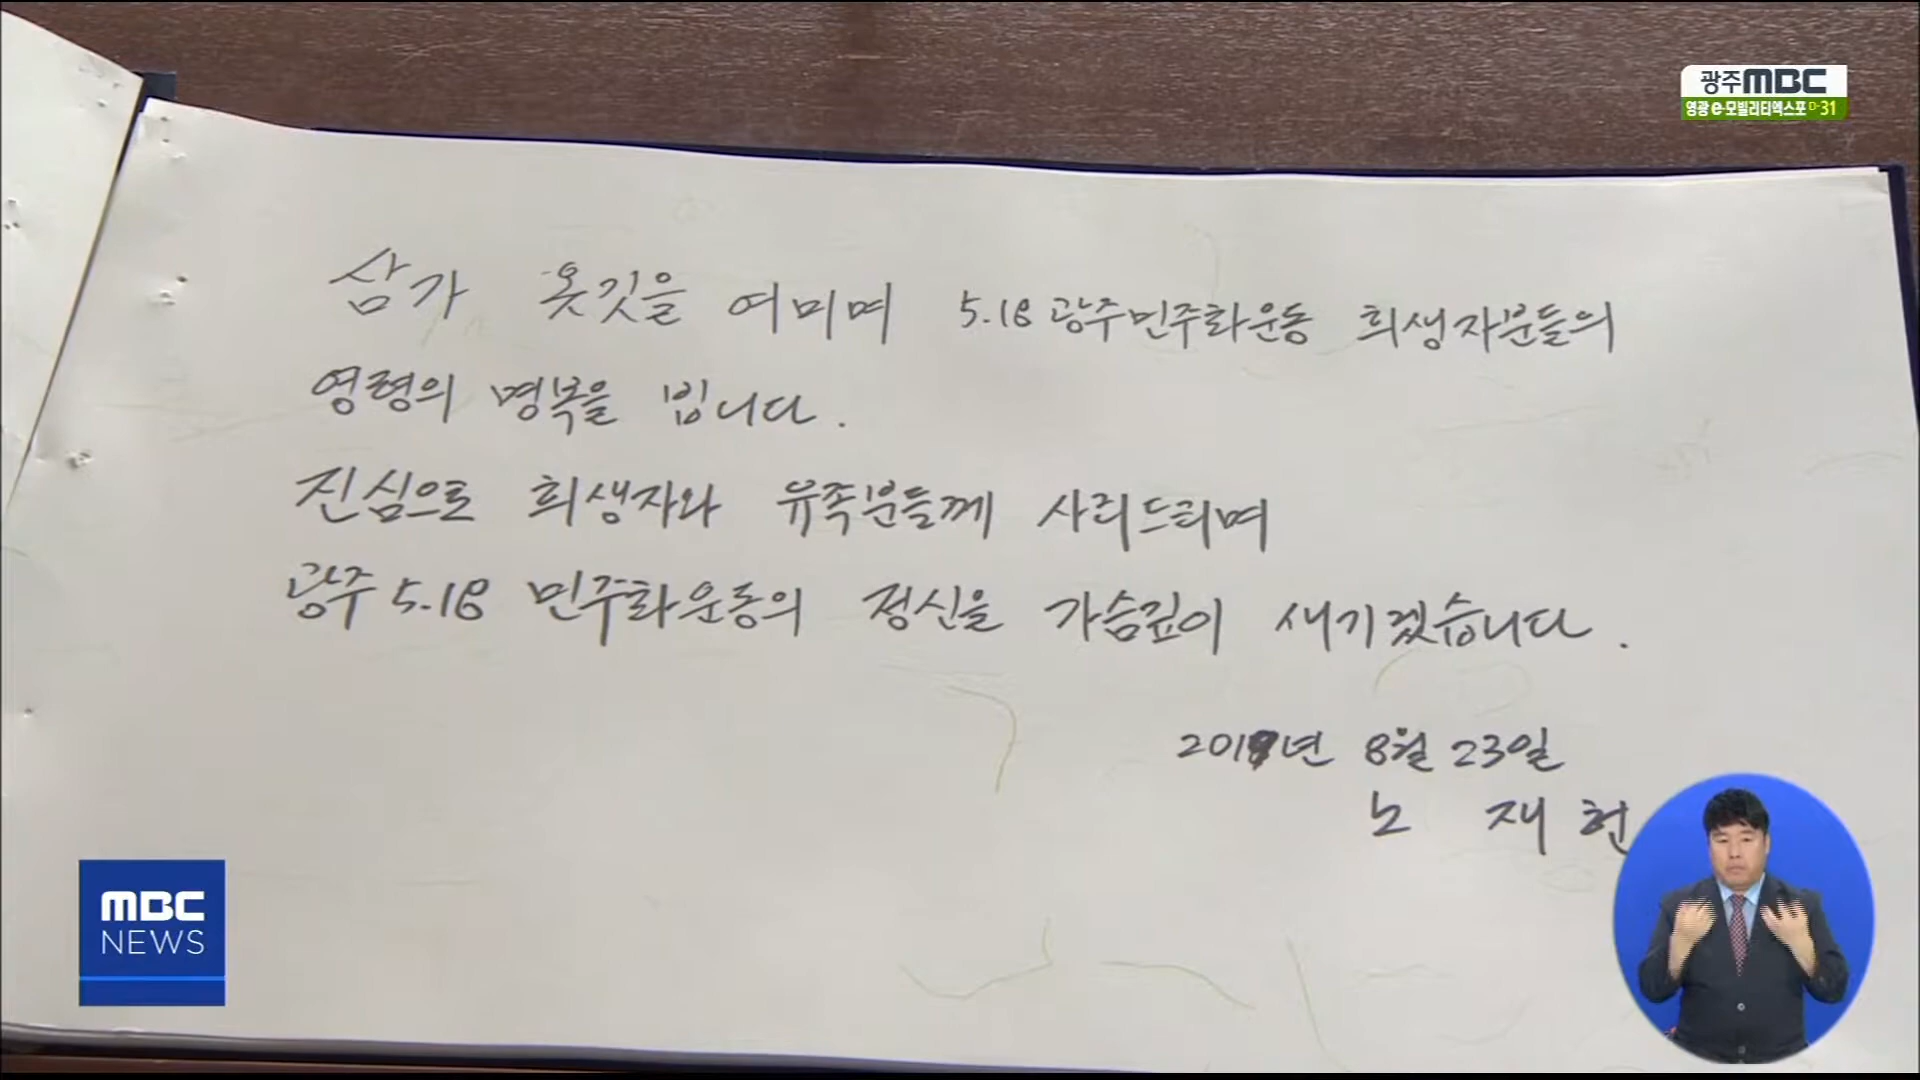 광주MBC
영광 e-모빌리티엑스포 D-31
삼가 옷깃을 여미며 5.18 광주민주화운동 희생자분들의
영령의 명복을 빕니다.
진심으로 희생자와 유족분들께 사죄드리며
광주 5.18 민주화운동의 정신을 가슴깊이 새기겠습니다.
2019년 8월 23일
노 재 헌
MBC
NEWS